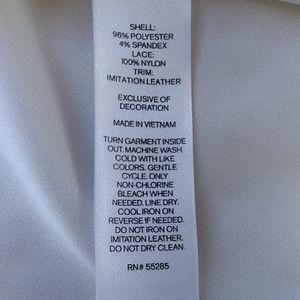 SHELL:
96% POLYESTER
4% SPANDEX
LACE:
100% NYLON
TRIM:
IMITATION LEATHER
EXCLUSIVE OF
DECORATION
MADE IN VIETNAM
TURN GARMENT INSIDE
OUT. MACHINE WASH
COLD WITH LIKE
COLORS. GENTLE
CYCLE. ONLY
NON-CHLORINE
BLEACH WHEN
NEEDED. LINE DRY.
COOL IRON ON
REVERSE IF NEEDED.
DO NOT IRON ON
IMITATION LEATHER.
DO NOT DRY CLEAN.
RN# 55285